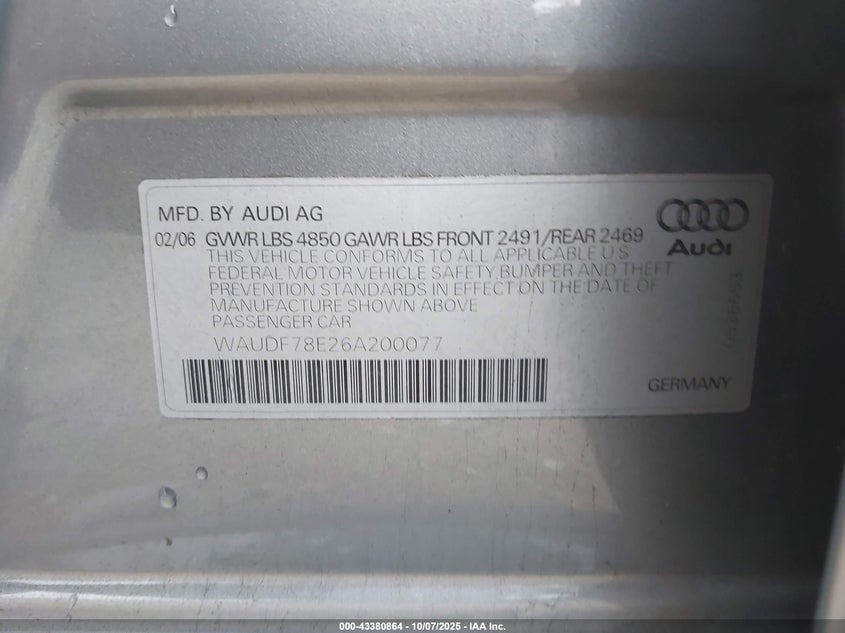 MFD. BY AUDI AG
02/06 GVWR LBS 4850 GAWR LBS FRONT 2491/REAR 2469
Audi
THIS VEHICLE CONFORMS TO ALL APPLICABLE U S
FEDERAL MOTOR VEHICLE SAFETY BUMPER AND THEFT
PREVENTION STANDARDS IN EFFECT ON THE DATE OF
MANUFACTURE SHOWN ABOVE
PASSENGER CAR
WAUDF78E26A200077
GERMANY
000-43380864 - 10/07/2025 - IAA Inc.